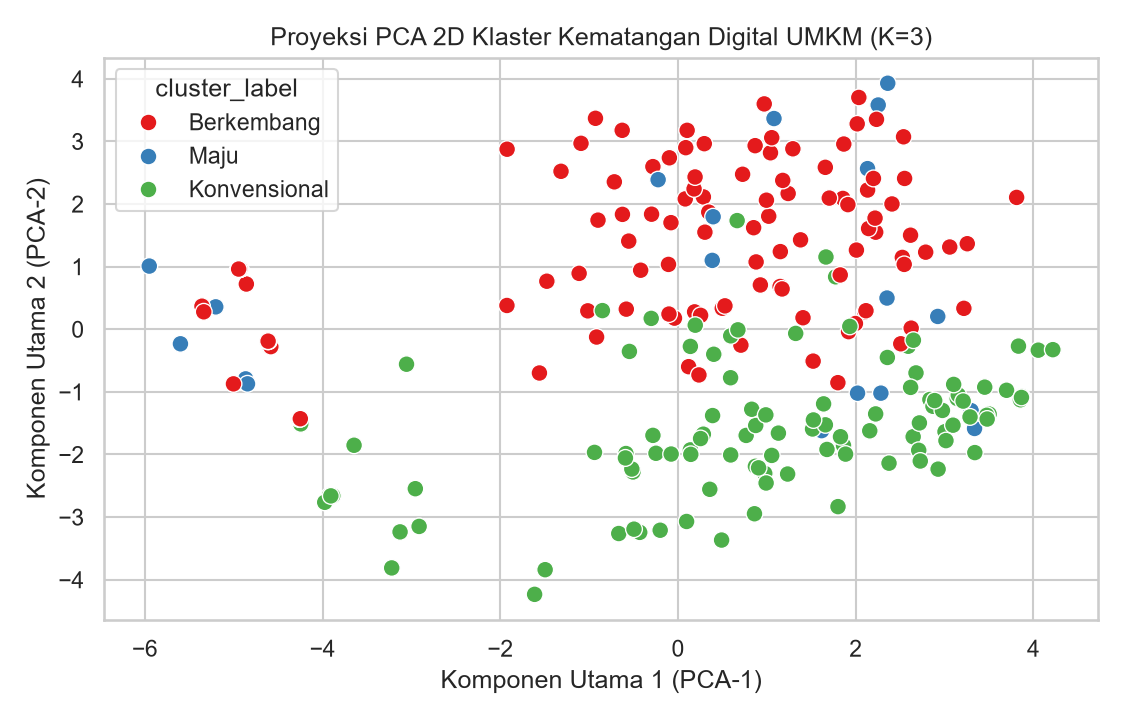 Proyeksi PCA 2D Klaster Kematangan Digital UMKM (K=3)
cluster_label
Berkembang
Maju
Konvensional
Komponen Utama 2 (PCA-2)
4
3
2
1
0
−1
−2
−3
−4
−6 −4 −2 0 2 4
Komponen Utama 1 (PCA-1)